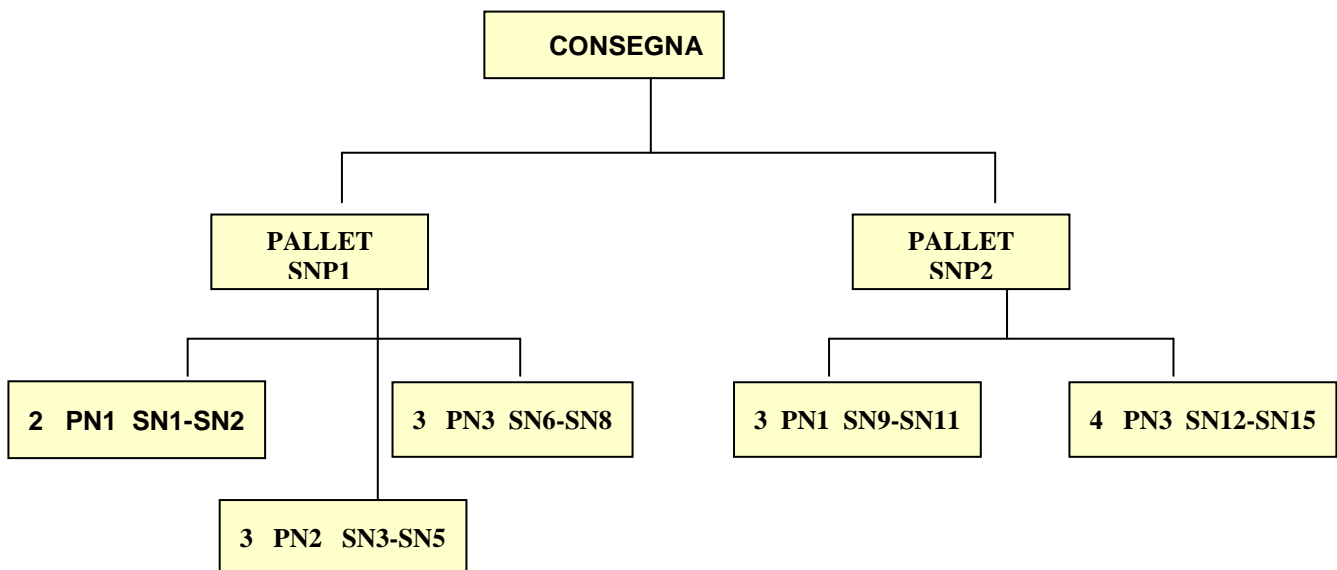 CONSEGNA
PALLET
SNP1
PALLET
SNP2
2 PN1 SN1-SN2
3 PN3 SN6-SN8
3 PN1 SN9-SN11
4 PN3 SN12-SN15
3 PN2 SN3-SN5